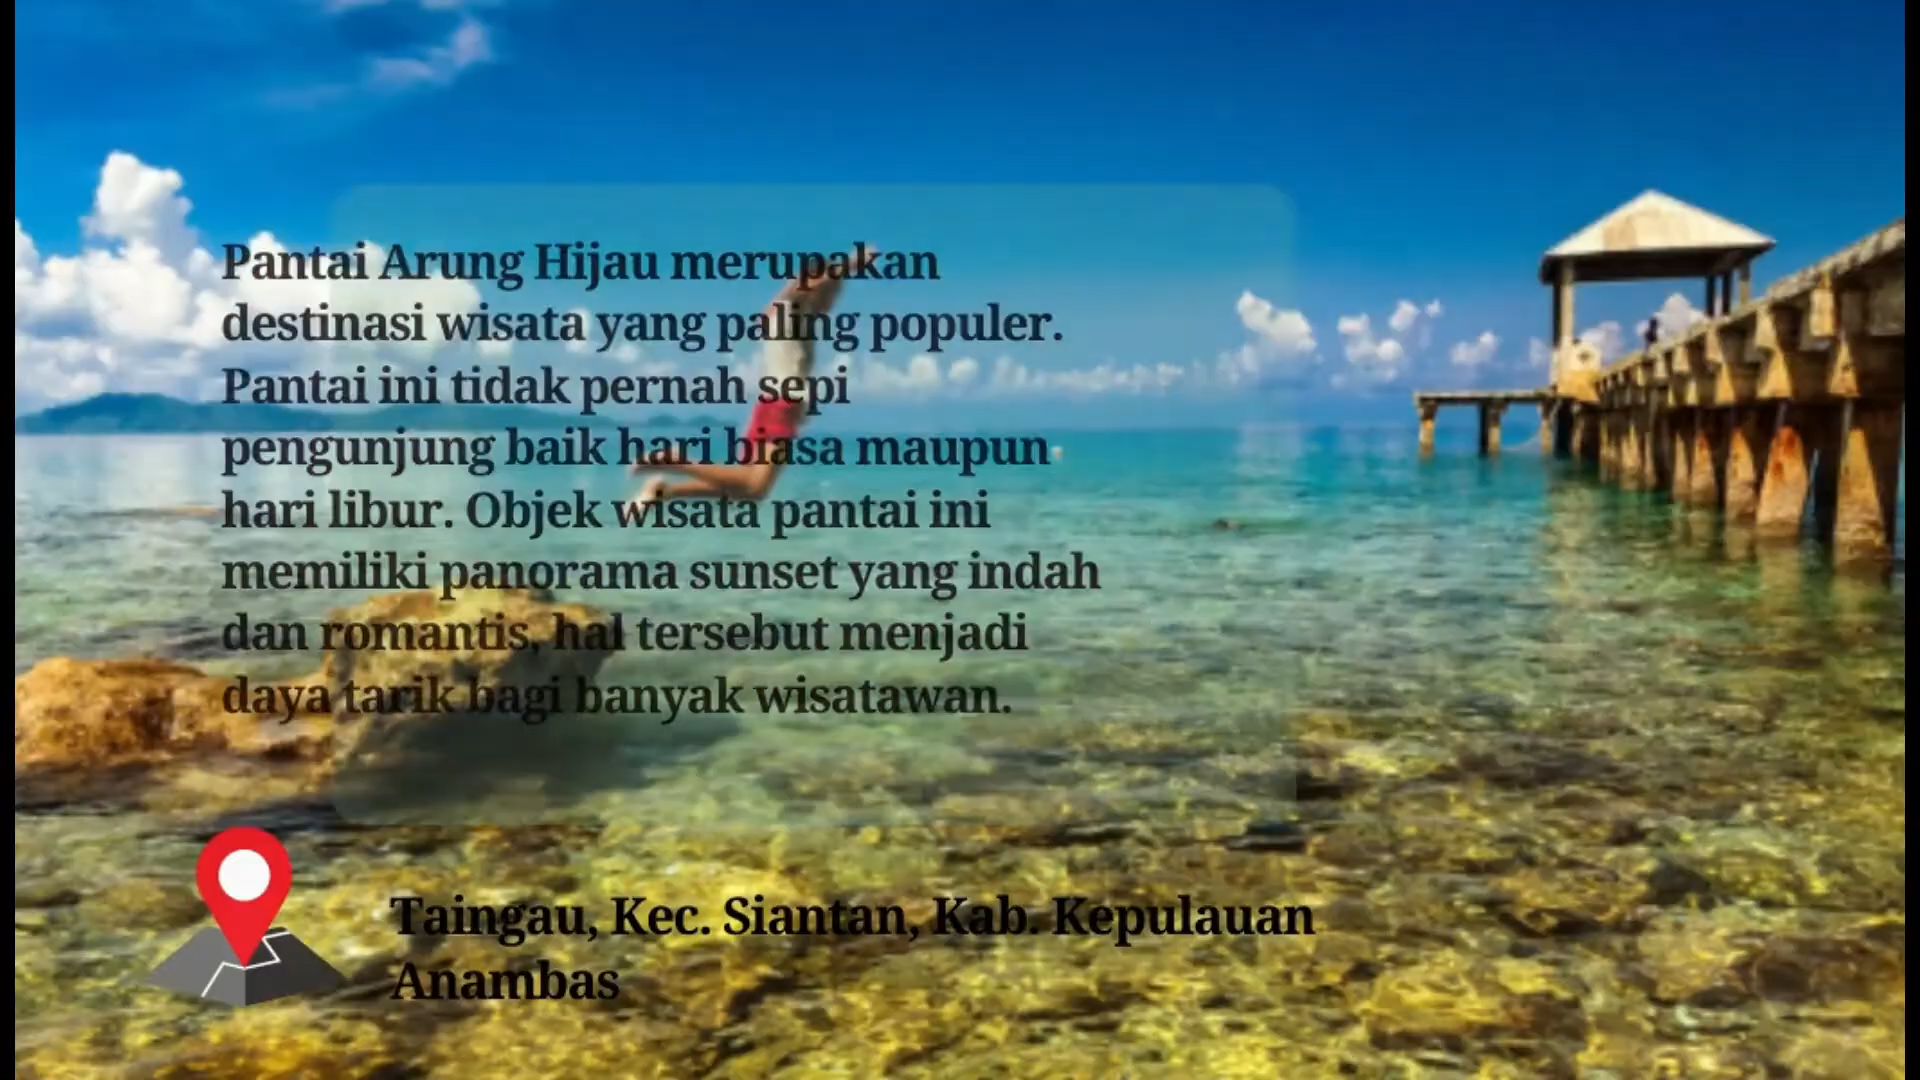 Pantai Arung Hijau merupakan
destinasi wisata yang paling populer.
Pantai ini tidak pernah sepi
pengunjung baik hari biasa maupun
hari libur. Objek wisata pantai ini
memiliki panorama sunset yang indah
dan romantis, hal tersebut menjadi
daya tarik bagi banyak wisatawan.
Taingau, Kec. Siantan, Kab. Kepulauan
Anambas